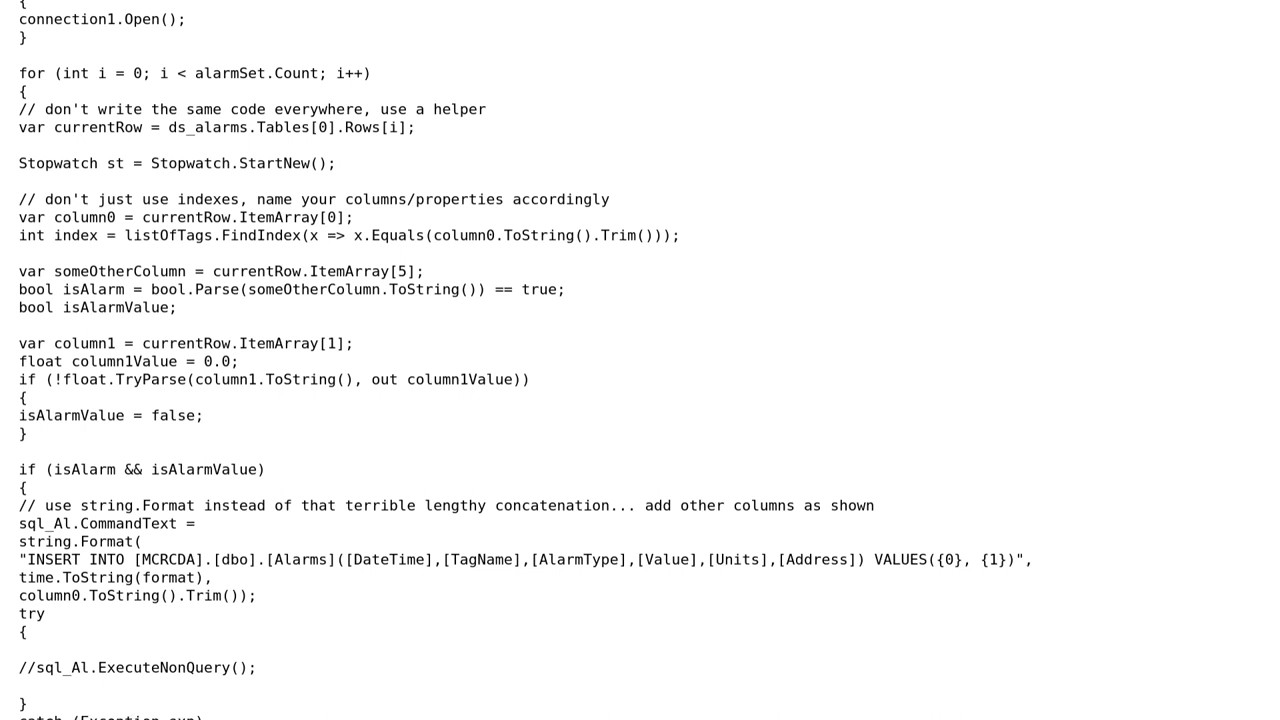 {
connection1.Open();
}
for (int i = 0; i < alarmSet.Count; i++)
{
// don't write the same code everywhere, use a helper
var currentRow = ds_alarms.Tables[0].Rows[i];
Stopwatch st = Stopwatch.StartNew();
// don't just use indexes, name your columns/properties accordingly
var column0 = currentRow.ItemArray[0];
int index = listOfTags.FindIndex(x => x.Equals(column0.ToString().Trim()));
var someOtherColumn = currentRow.ItemArray[5];
bool isAlarm = bool.Parse(someOtherColumn.ToString()) == true;
bool isAlarmValue;
var column1 = currentRow.ItemArray[1];
float column1Value = 0.0;
if (!float.TryParse(column1.ToString(), out column1Value))
{
isAlarmValue = false;
}
if (isAlarm && isAlarmValue)
{
// use string.Format instead of that terrible lengthy concatenation... add other columns as shown
sql_Al.CommandText =
string.Format(
"INSERT INTO [MCRCDA].[dbo].[Alarms]([DateTime],[TagName],[AlarmType],[Value],[Units],[Address]) VALUES({0}, {1})",
time.ToString(format),
column0.ToString().Trim());
try
{
//sql_Al.ExecuteNonQuery();
}
catch (Exception exp)